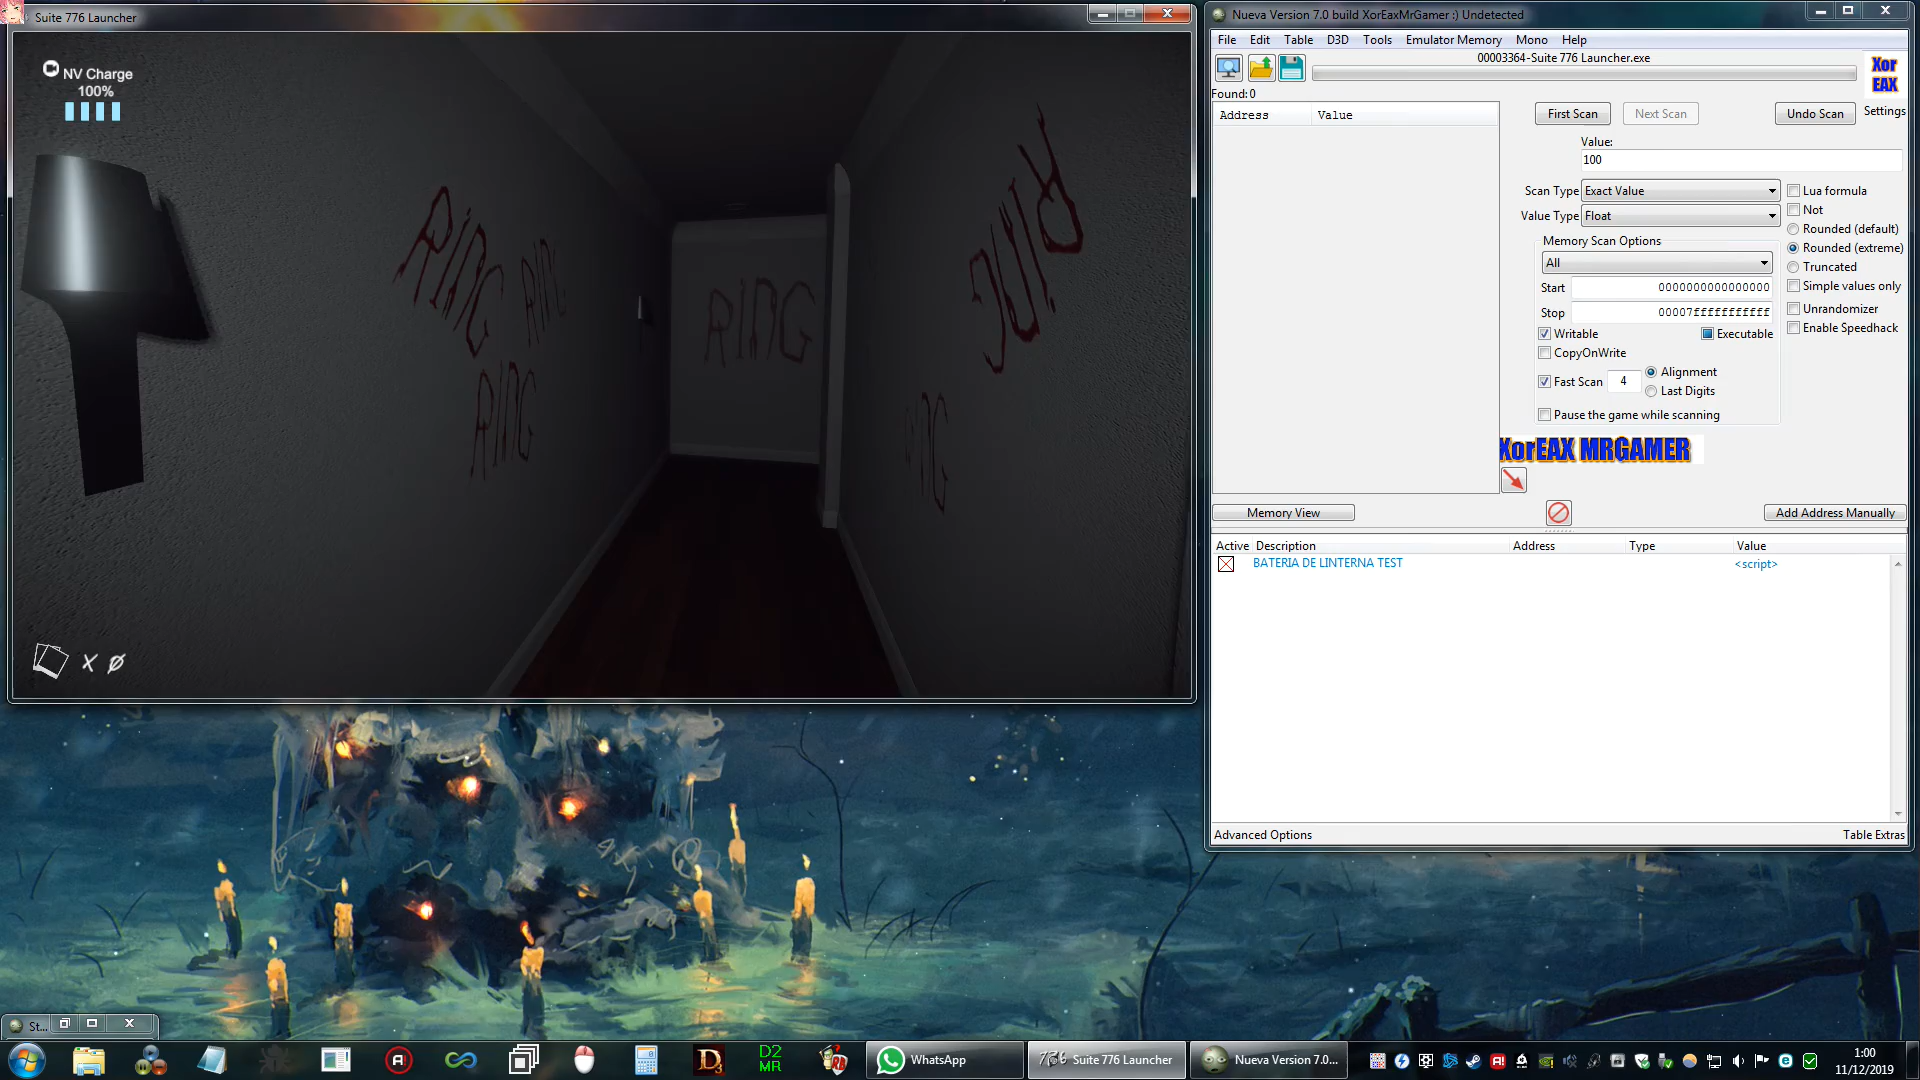 Suite 776 Launcher
NV Charge
100%
RING
RING
RING
RING
RING
X Ø
Nueva Version 7.0 build XorEaxMrGamer :) Undetected
File Edit Table D3D Tools Emulator Memory Mono Help
00003364-Suite 776 Launcher.exe
Xor
EAX
Found: 0
Settings
Address Value
First Scan Next Scan Undo Scan
Value:
100
Scan Type Exact Value
Value Type Float
Lua formula
Not
Rounded (default)
Rounded (extreme)
Truncated
Simple values only
Unrandomizer
Enable Speedhack
Memory Scan Options
All
Start 0000000000000000
Stop 00007fffffffffff
Writable Executable
CopyOnWrite
Fast Scan 4 Alignment
Last Digits
Pause the game while scanning
XorEAX MRGAMER
Memory View
Add Address Manually
Active Description Address Type Value
BATERIA DE LINTERNA TEST <script>
Advanced Options Table Extras
St...
D2
MR
WhatsApp
Suite 776 Launcher
Nueva Version 7.0...
1:00
11/12/2019